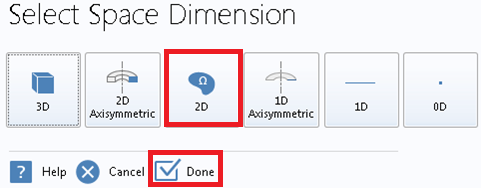 Select Space Dimension
3D
2D
Axisymmetric
Ω
2D
1D
Axisymmetric
1D
0D
? Help Cancel Done